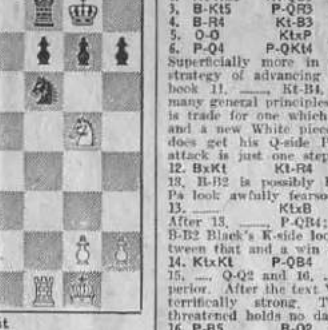 3. B-Kt5 P-QR3
4. B-R4 Kt-B3
5. O-O KtxP
6. P-Q4 P-QKt4
Superficially more in
strategy of advancing
book 11. ......, Kt-B4,
many general principles
is trade for one which
and a new White piece
does get his Q-side P
attack is just one step
12. BxKt Kt-R4
13. B-B2 is possibly
Ps look awfully fearso
13. ...... KtxB
After 13. ......, P-QB4;
B-B2 Black's K-side loo
tween that and a win
14. KtxKt P-QB4
15. ...., Q-Q2 and 16.
perior. After the text
terrifically strong. T
threatened holds no da
16. P-B5 B-Q2